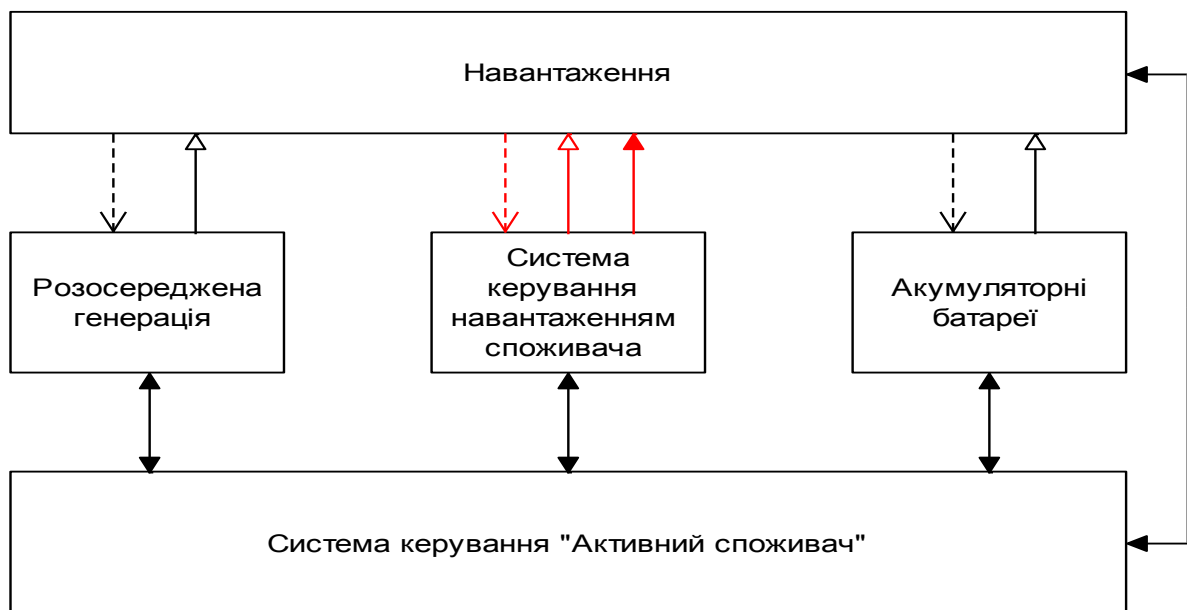 Навантаження
Розосереджена
генерація
Система
керування
навантаженням
споживача
Акумуляторні
батареї
Система керування "Активний споживач"